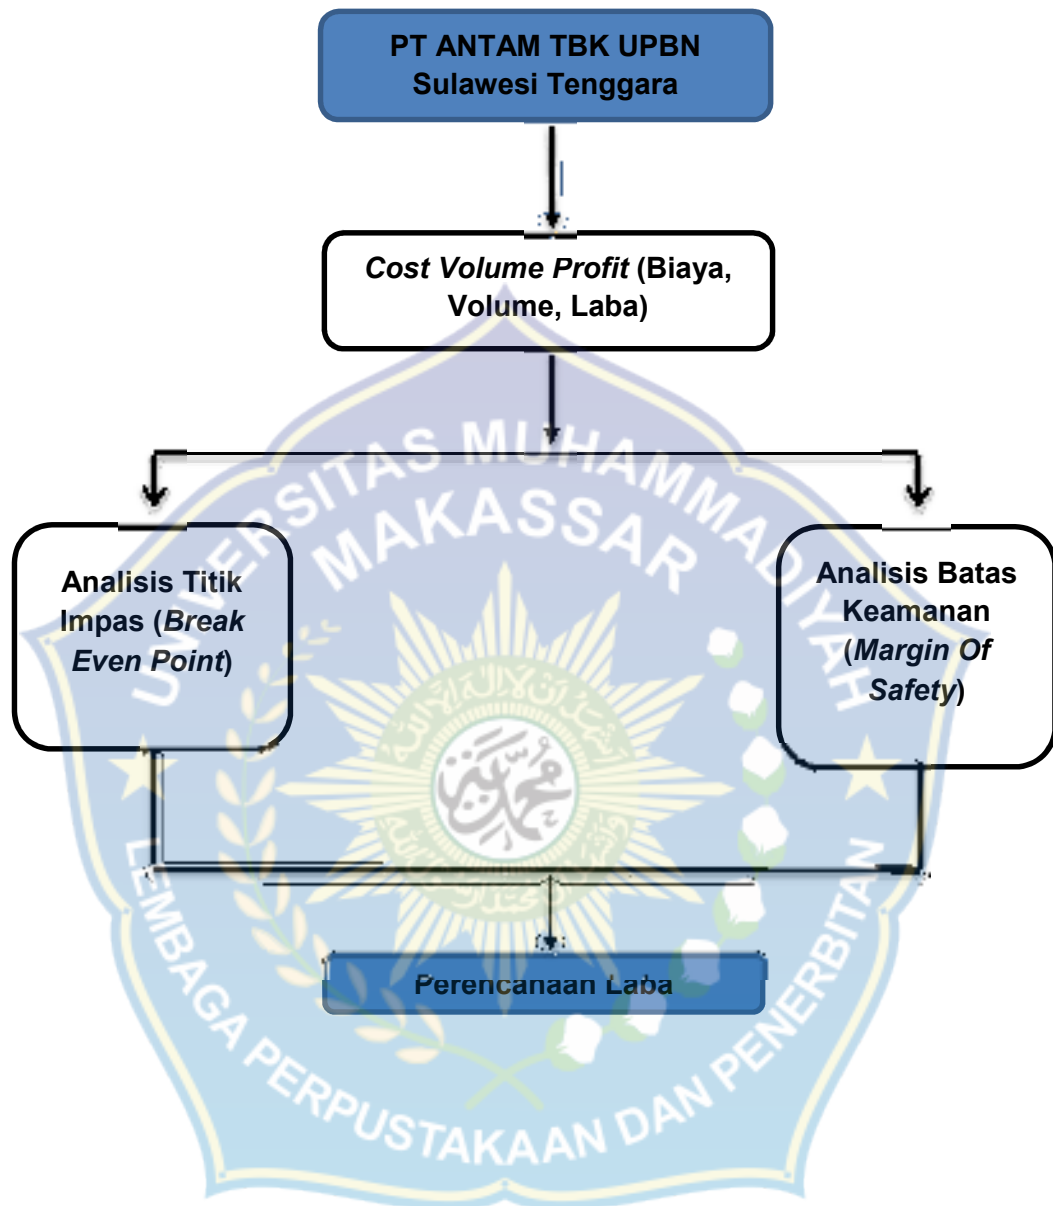 PT ANTAM TBK UPBN
Sulawesi Tenggara
Cost Volume Profit (Biaya,
Volume, Laba)
UNIVERSITAS MUHAMMADIYAH
MAKASSAR
Analisis Titik
Impas (Break
Even Point)
Analisis Batas
Keamanan
(Margin Of
Safety)
Perencanaan Laba
LEMBAGA PERPUSTAKAAN DAN PENERBITAN